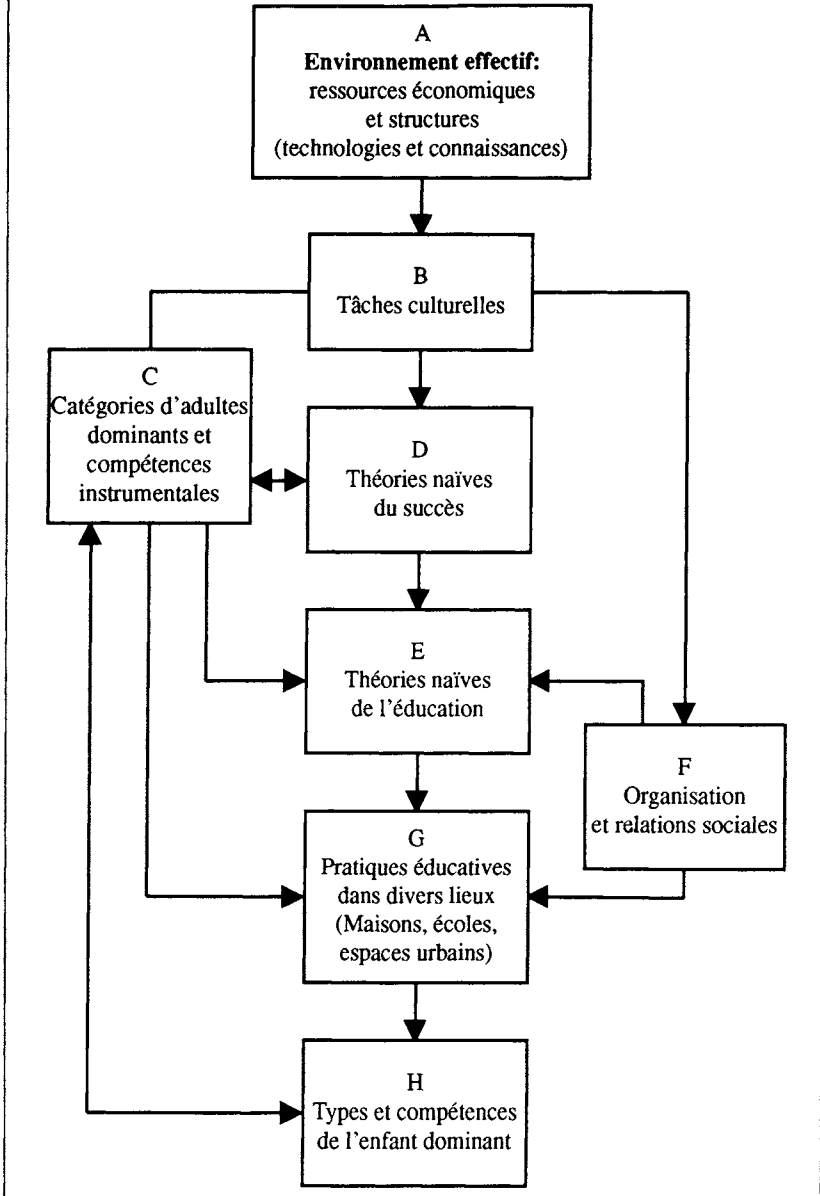 A
Environnement effectif:
ressources économiques
et structures
(technologies et connaissances)
B
Tâches culturelles
C
Catégories d'adultes
dominants et
compétences
instrumentales
D
Théories naïves
du succès
E
Théories naïves
de l'éducation
F
Organisation
et relations sociales
G
Pratiques éducatives
dans divers lieux
(Maisons, écoles,
espaces urbains)
H
Types et compétences
de l'enfant dominant